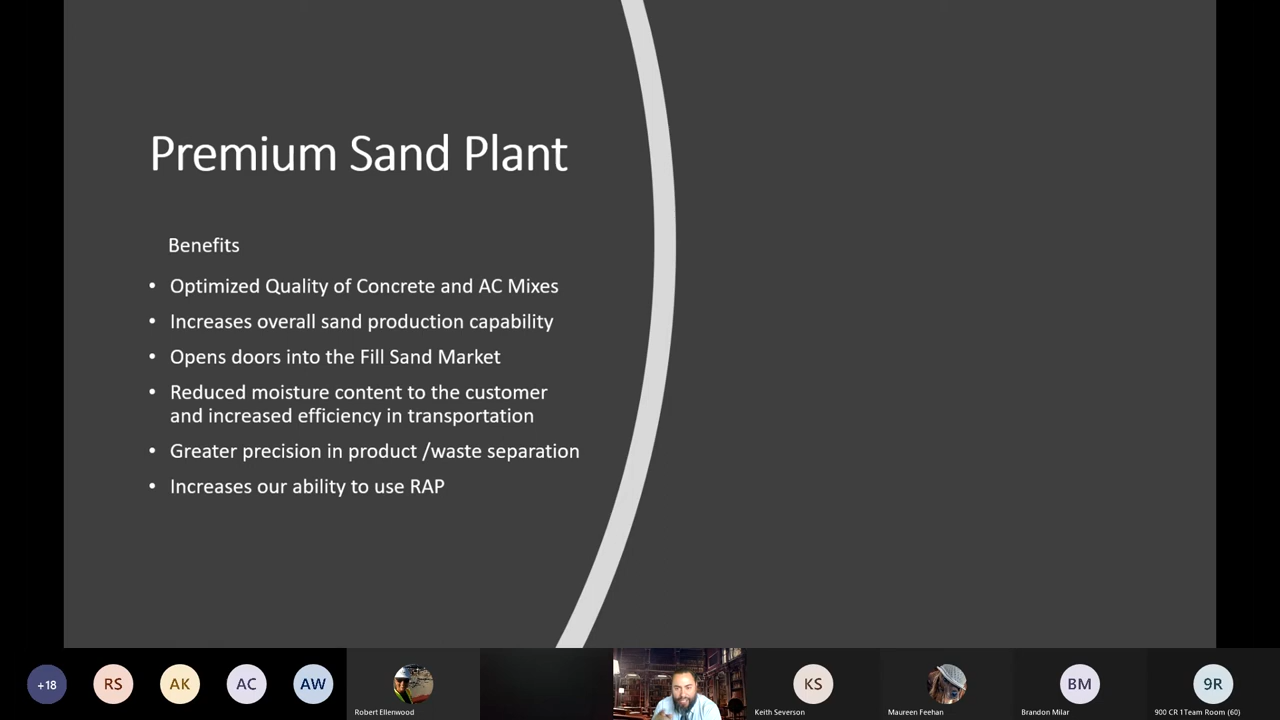 Premium Sand Plant
Benefits
• Optimized Quality of Concrete and AC Mixes
• Increases overall sand production capability
• Opens doors into the Fill Sand Market
• Reduced moisture content to the customer
and increased efficiency in transportation
• Greater precision in product /waste separation
• Increases our ability to use RAP
+18
RS
AK
AC
AW
Robert Ellenwood
KS
Keith Severson
Maureen Feehan
BM
Brandon Milar
9R
900 CR 1Team Room (60)